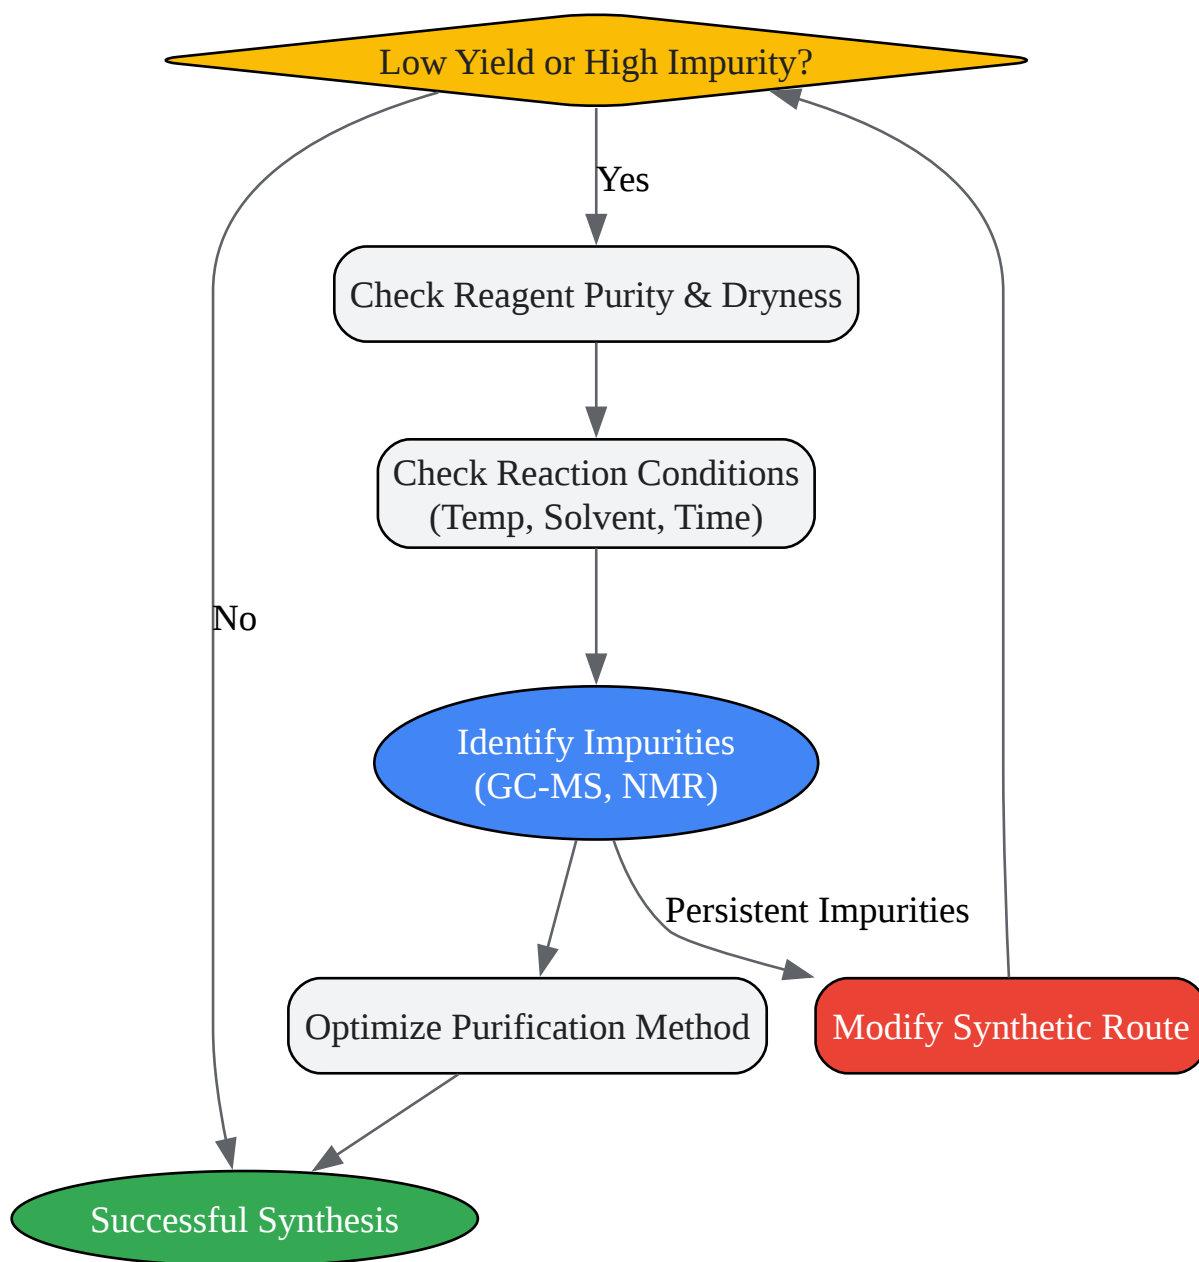 Low Yield or High Impurity?
Yes
Check Reagent Purity & Dryness
Check Reaction Conditions
(Temp, Solvent, Time)
No
Identify Impurities
(GC-MS, NMR)
Persistent Impurities
Optimize Purification Method
Modify Synthetic Route
Successful Synthesis